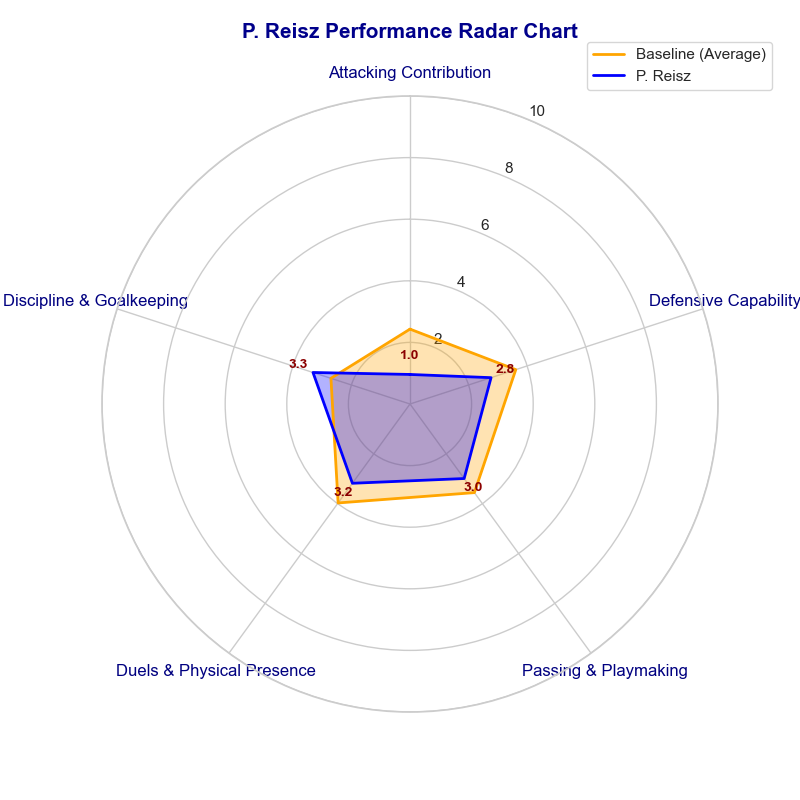 P. Reisz Performance Radar Chart
Baseline (Average)
P. Reisz
Attacking Contribution
10
8
6
4
2
Discipline & Goalkeeping
Defensive Capability
1.0
3.3
2.8
3.2
3.0
Duels & Physical Presence
Passing & Playmaking